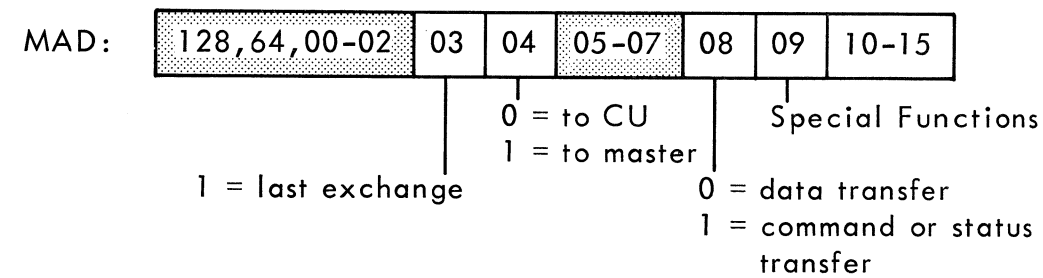 MAD: 128,64,00-02 03 04 05-07 08 09 10-15
0 = to CU
1 = to master
Special Functions
1 = last exchange
0 = data transfer
1 = command or status
transfer